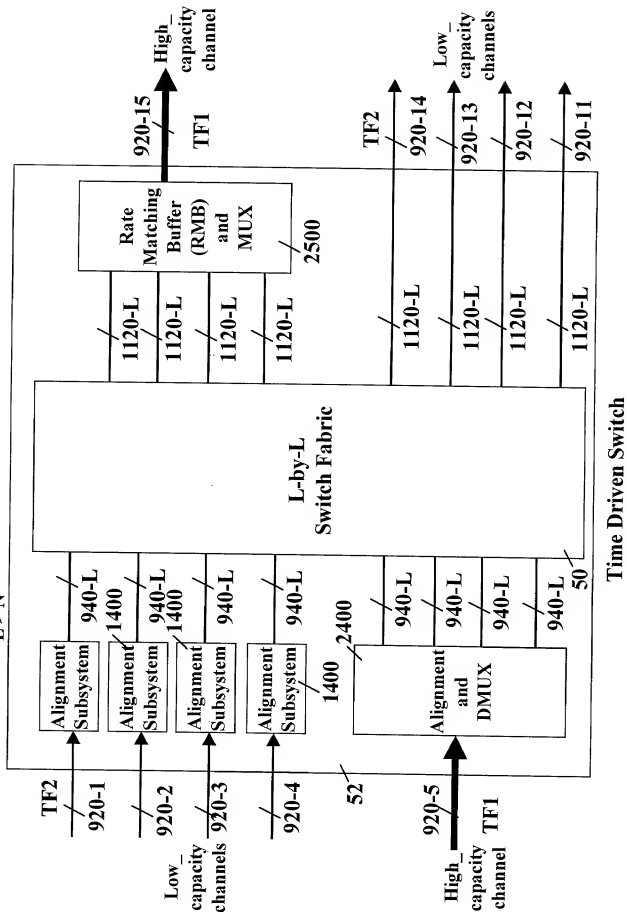 High_
capacity
channel
Low_
capacity
channels
920-15
TF1
TF2
920-14
920-13
920-12
920-11
Rate
Matching
Buffer
(RMB)
and
MUX
2500
1120-L
1120-L
1120-L
1120-L
1120-L
1120-L
1120-L
1120-L
L-by-L
Switch Fabric
50
940-L
940-L
940-L
940-L
940-L
940-L
940-L
940-L
Alignment
Subsystem
1400
Alignment
Subsystem
1400
Alignment
Subsystem
Alignment
Subsystem
1400
2400
Alignment
and
DMUX
52
TF2
920-1
920-2
920-3
920-4
920-5
TF1
Low_
capacity
channels
High_
capacity
channel
Time Driven Switch